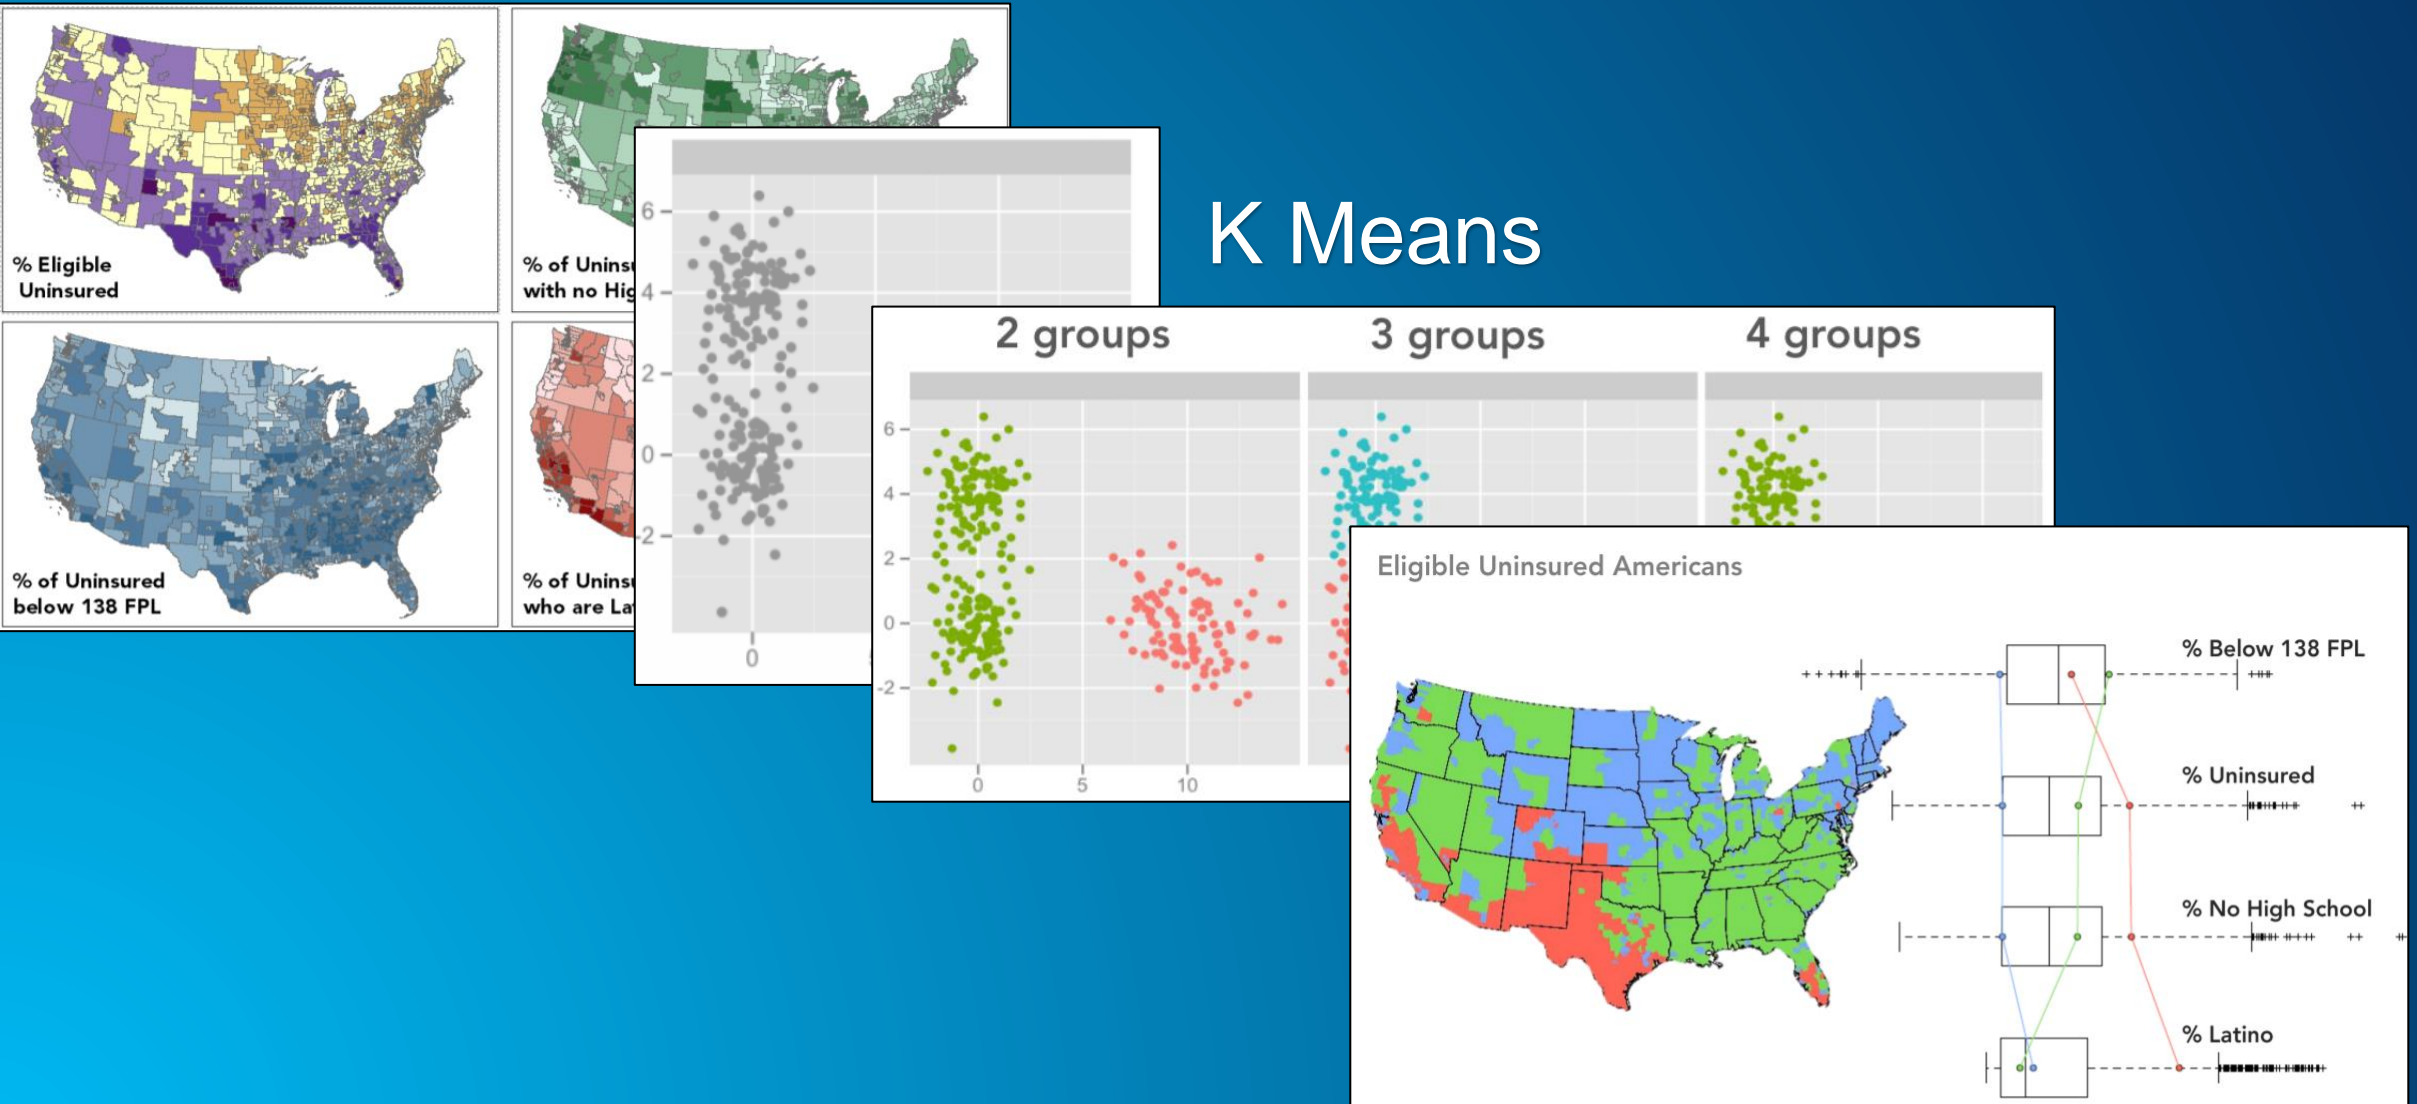 % Eligible
Uninsured
% of Unins
with no Hig
% of Uninsured
below 138 FPL
% of Unins
who are La
K Means
6
4
2
0
-2
0
2 groups
3 groups
4 groups
6
4
2
0
-2
0
5
10
Eligible Uninsured Americans
% Below 138 FPL
% Uninsured
% No High School
% Latino